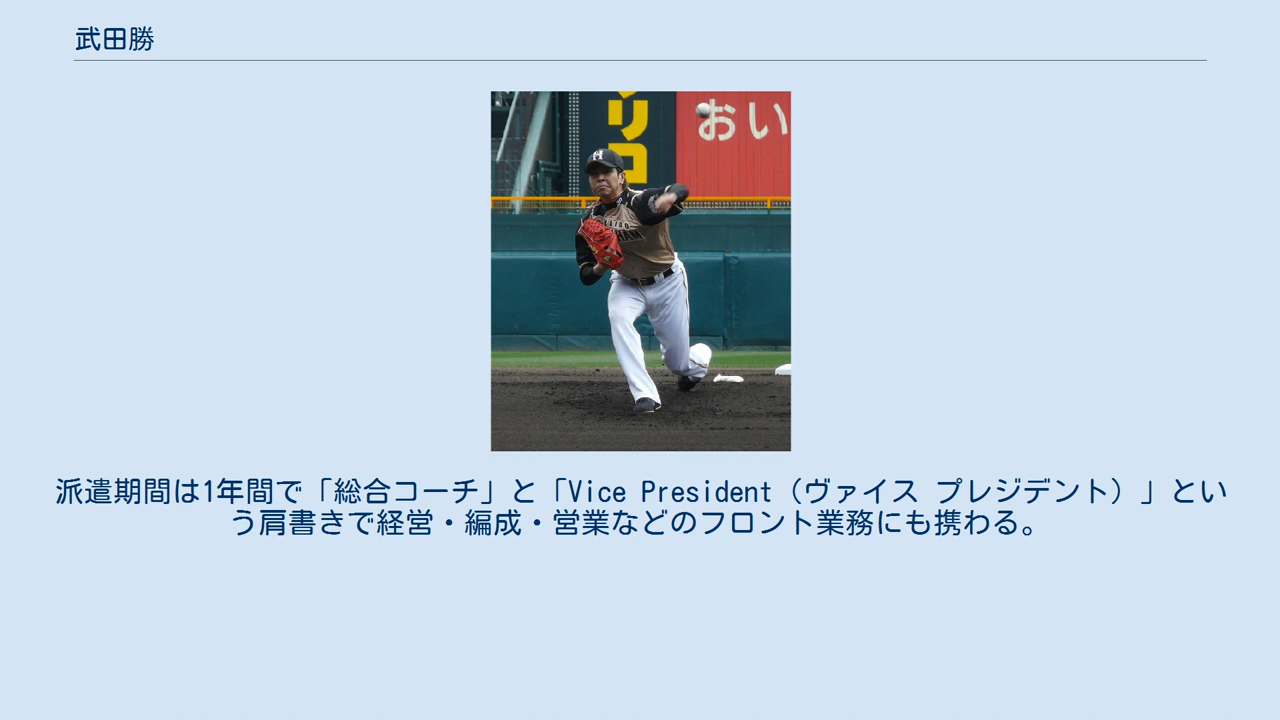 武田勝
リロ
おい
H
派遣期間は1年間で「総合コーチ」と「Vice President（ヴァイス プレジデント）」とい
う肩書きで経営・編成・営業などのフロント業務にも携わる。